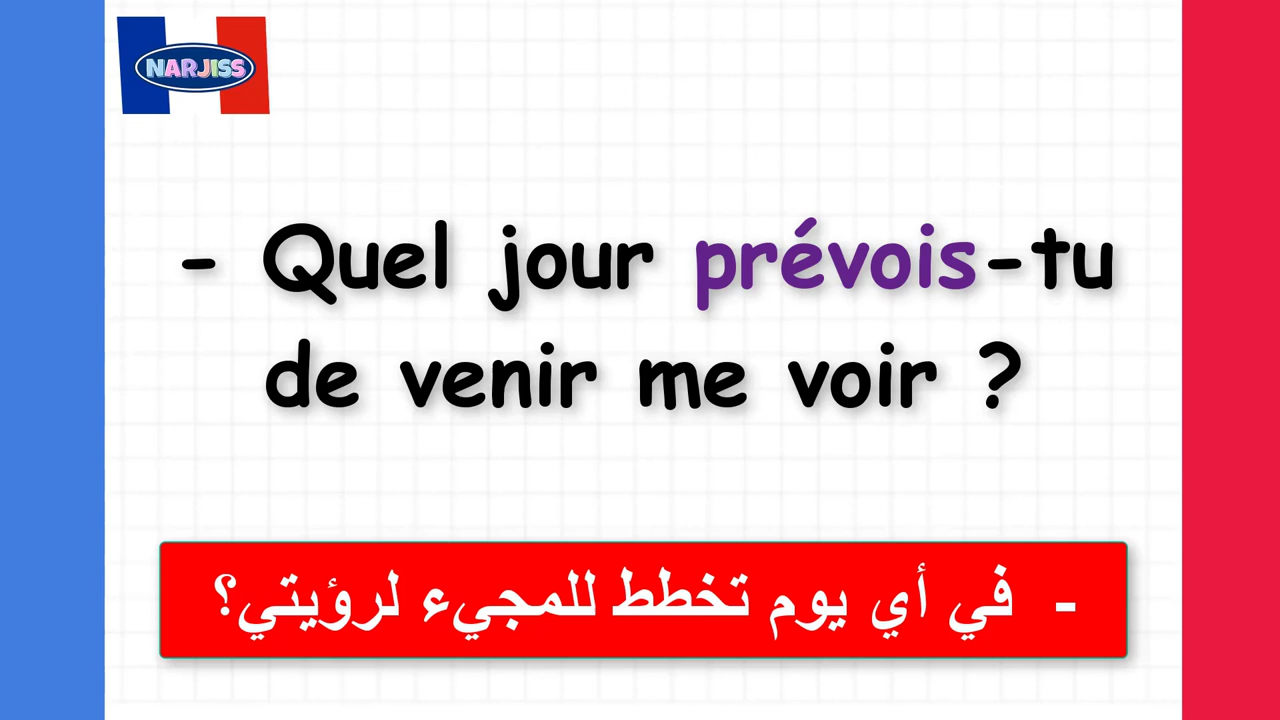 NARJISS
- Quel jour prévois-tu
de venir me voir ?
- في أي يوم تخطط للمجيء لرؤيتي؟